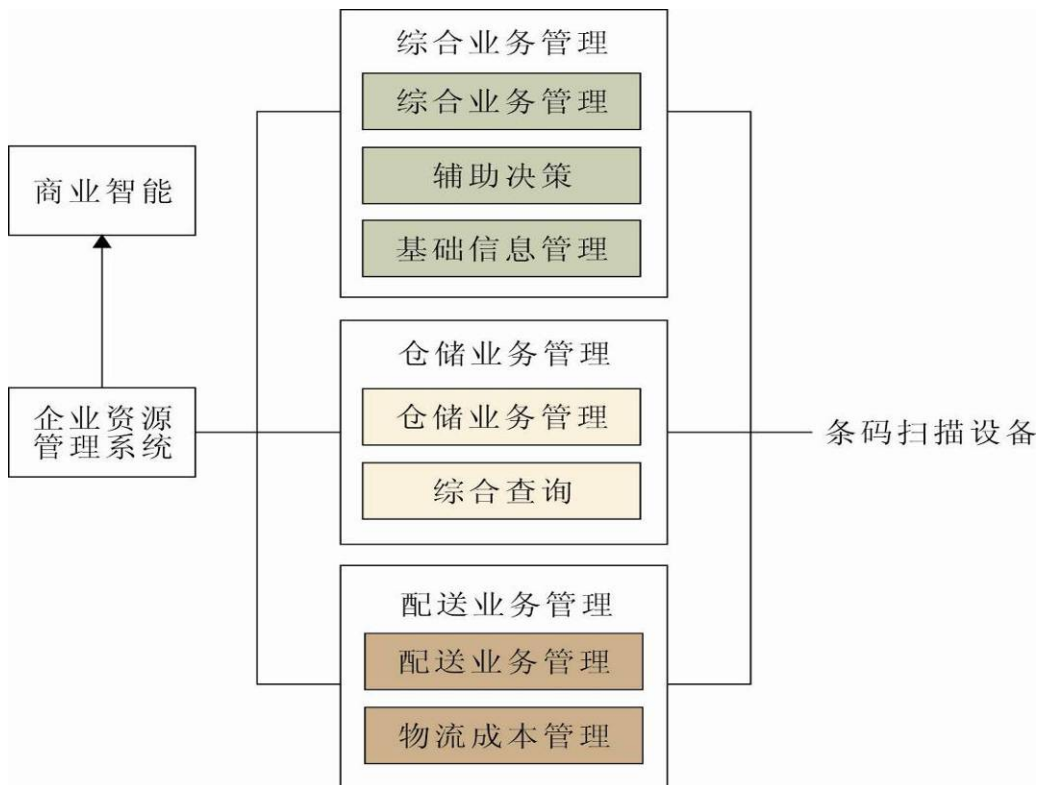 商业智能
企业资源
管理系统
综合业务管理
综合业务管理
辅助决策
基础信息管理
仓储业务管理
仓储业务管理
综合查询
配送业务管理
配送业务管理
物流成本管理
条码扫描设备